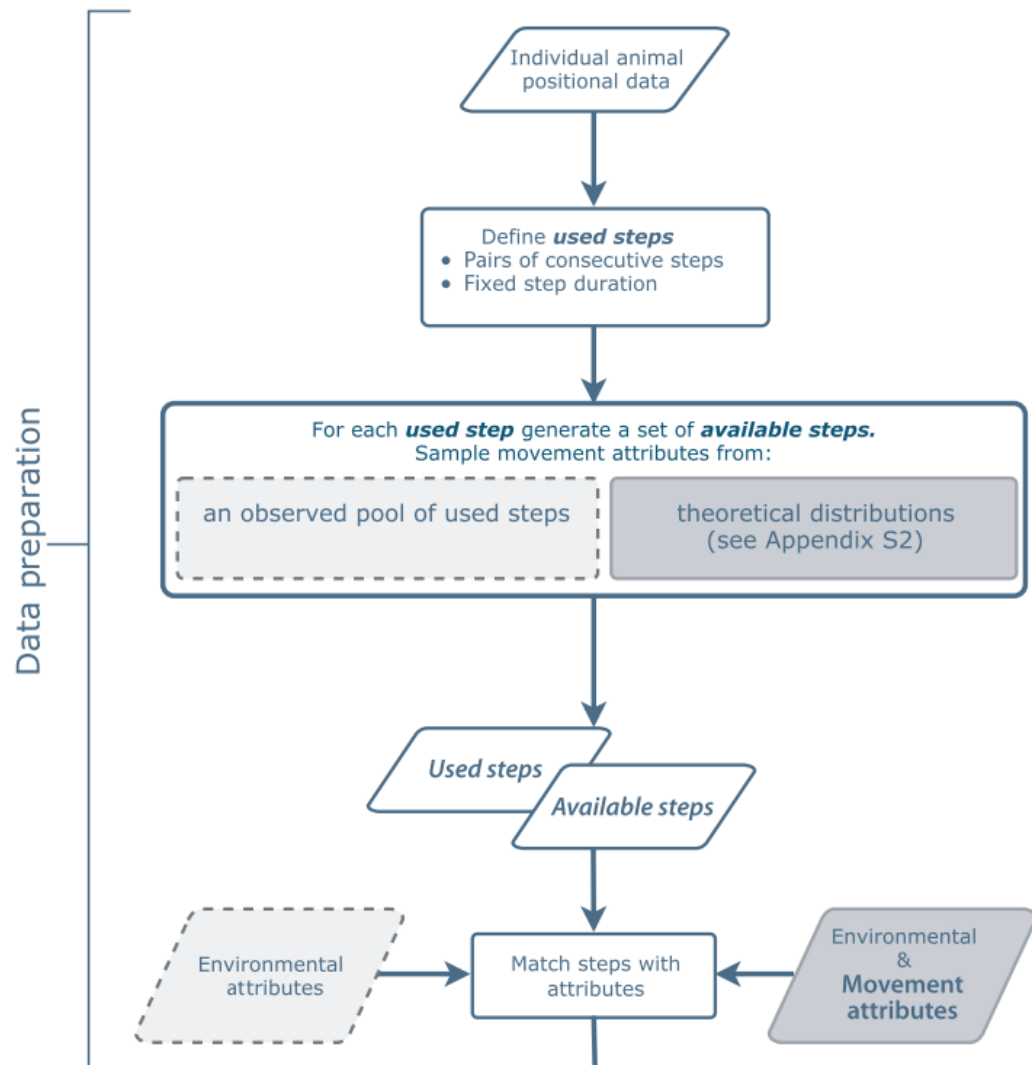 Individual animal
positional data
Define used steps
• Pairs of consecutive steps
• Fixed step duration
Data preparation
For each used step generate a set of available steps.
Sample movement attributes from:
an observed pool of used steps
theoretical distributions
(see Appendix S2)
Used steps
Available steps
Environmental
attributes
Match steps with
attributes
Environmental
&
Movement
attributes